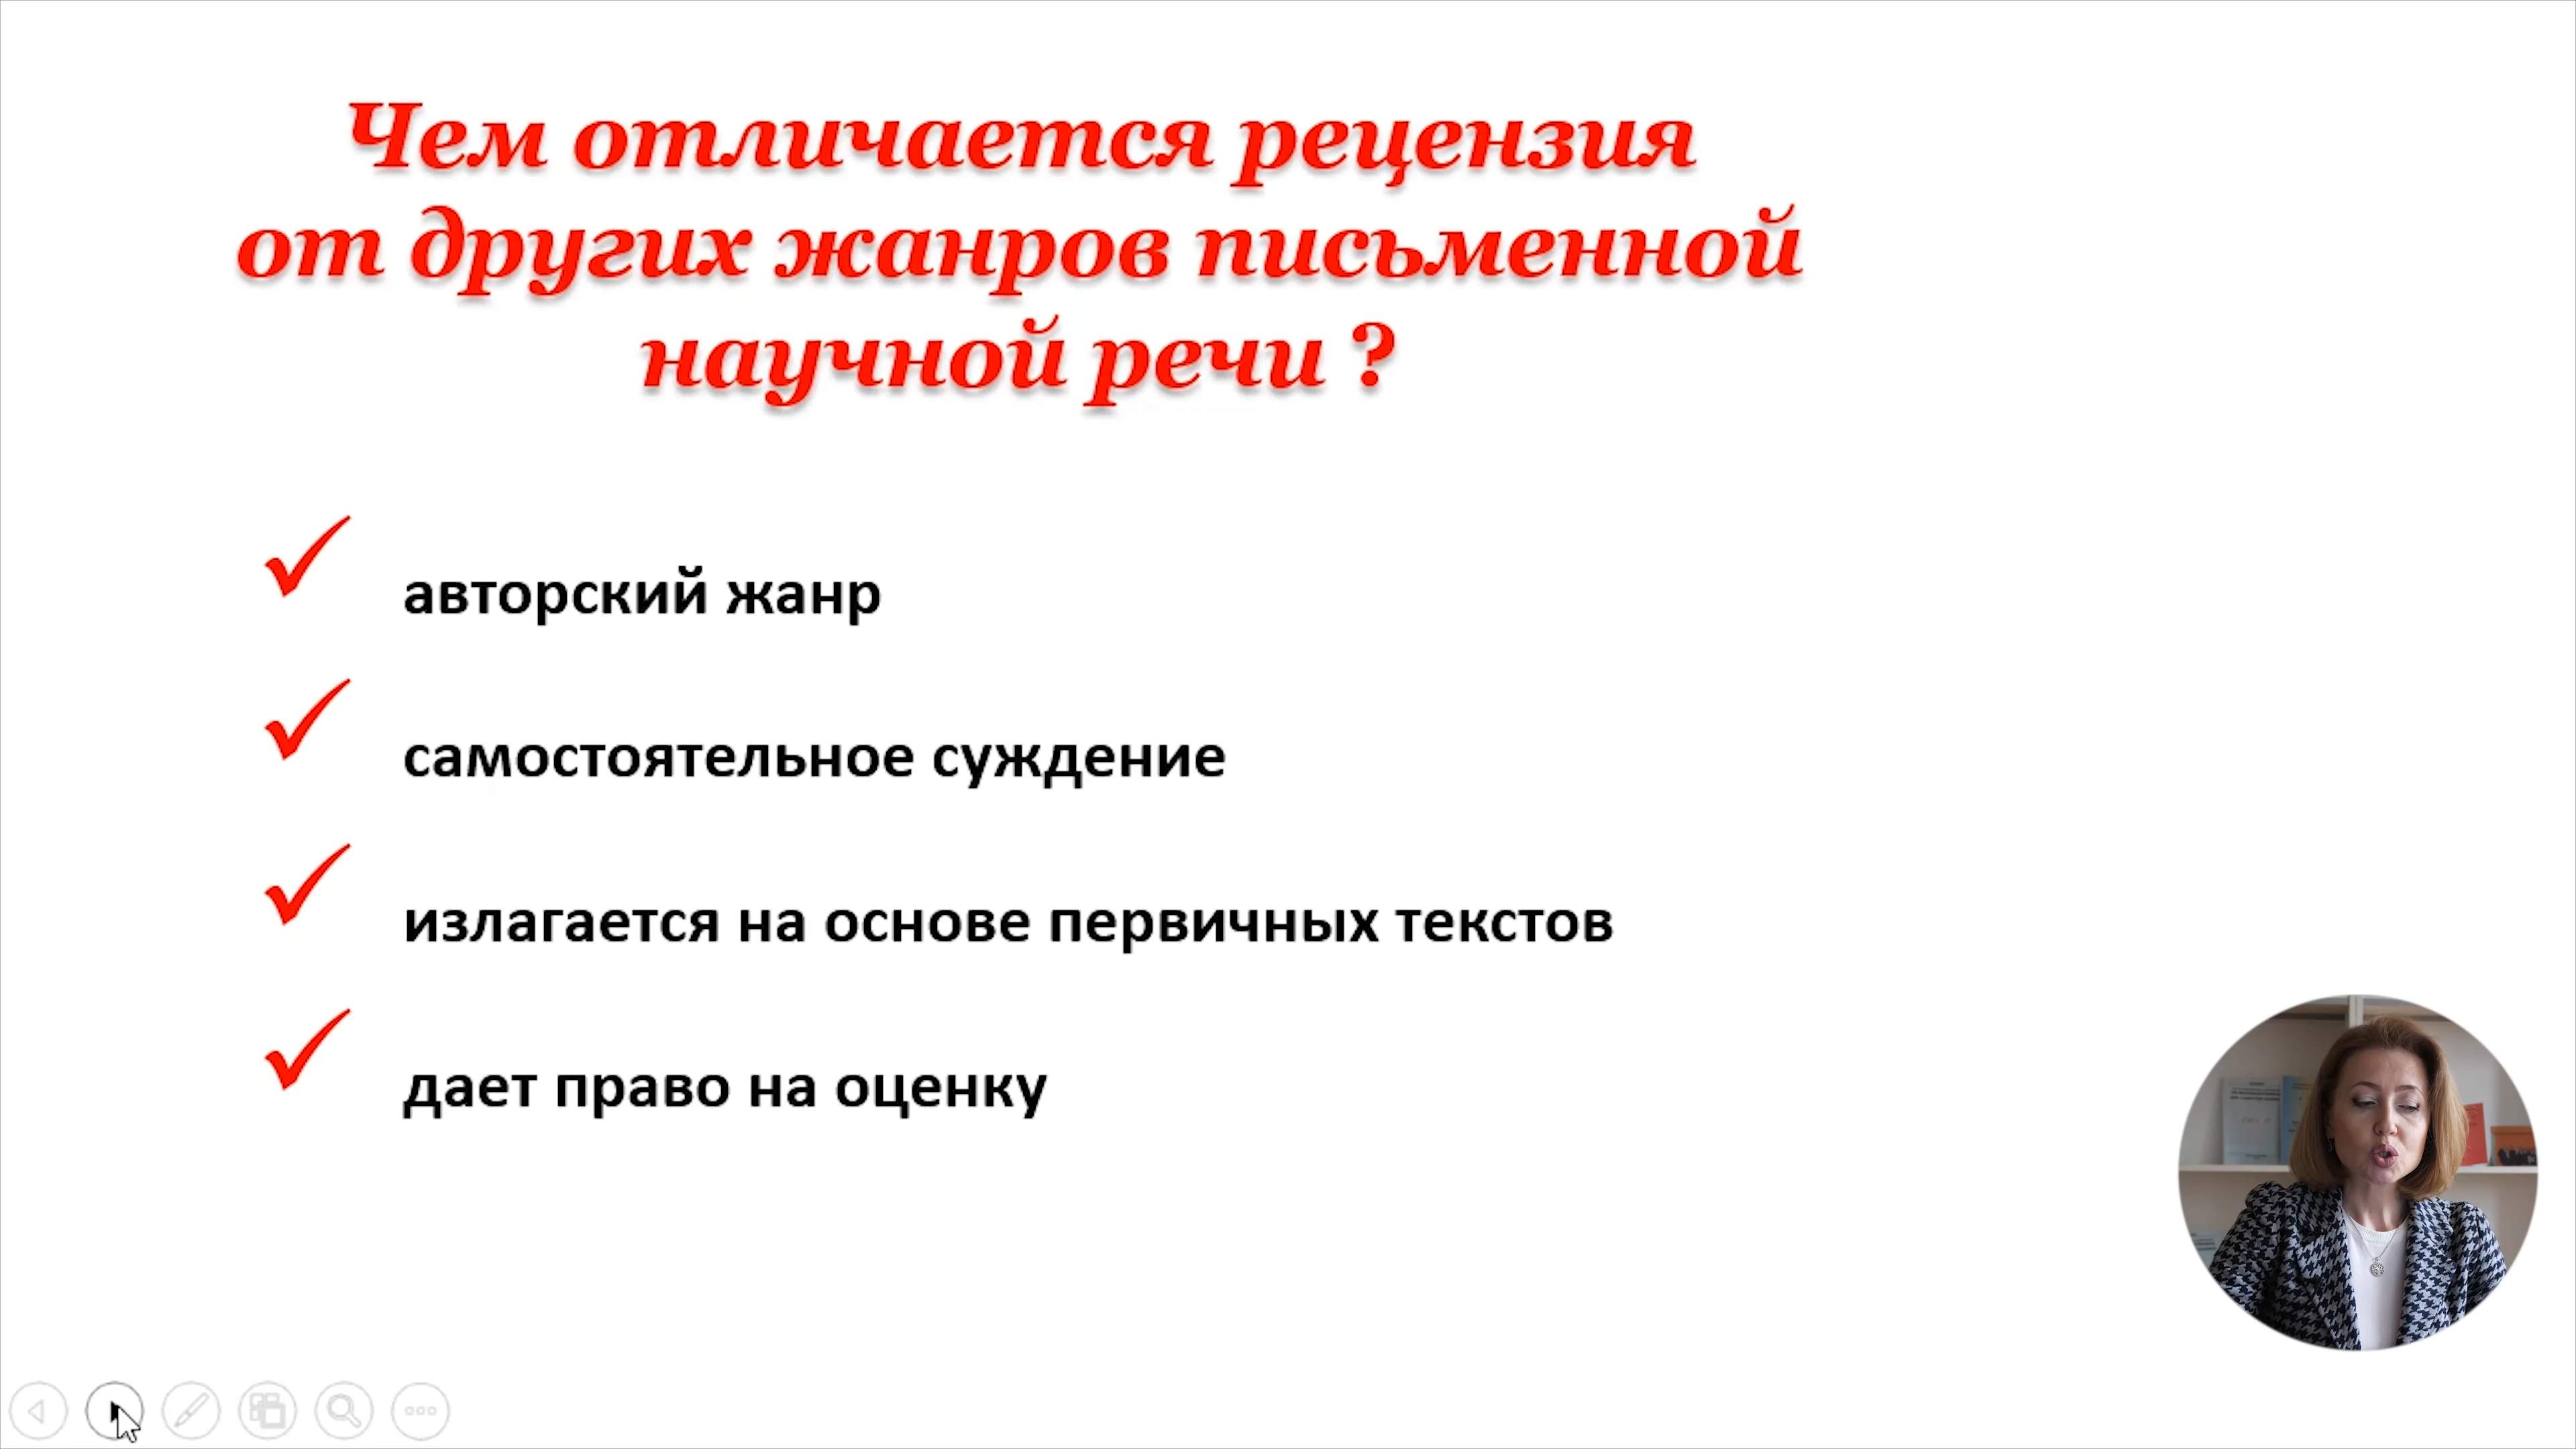 Чем отличается рецензия
от других жанров письменной
научной речи ?
авторский жанр
самостоятельное суждение
излагается на основе первичных текстов
дает право на оценку